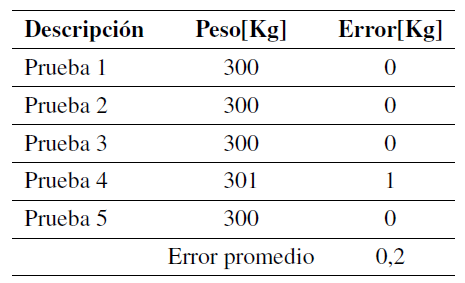 Descripción Peso[Kg] Error[Kg]
Prueba 1 300 0
Prueba 2 300 0
Prueba 3 300 0
Prueba 4 301 1
Prueba 5 300 0
Error promedio 0,2